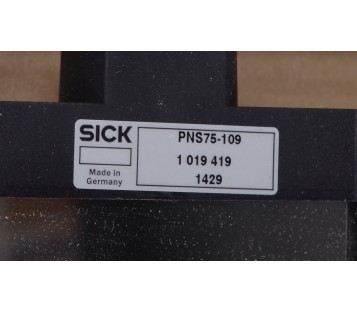 SICK
Made in
Germany
PNS75-109
1 019 419
1429